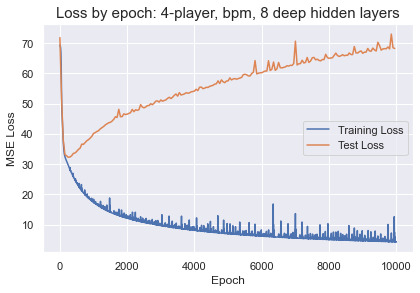 Loss by epoch: 4-player, bpm, 8 deep hidden layers
70
60
50
40
30
20
10
MSE Loss
Training Loss
Test Loss
0 2000 4000 6000 8000 10000
Epoch